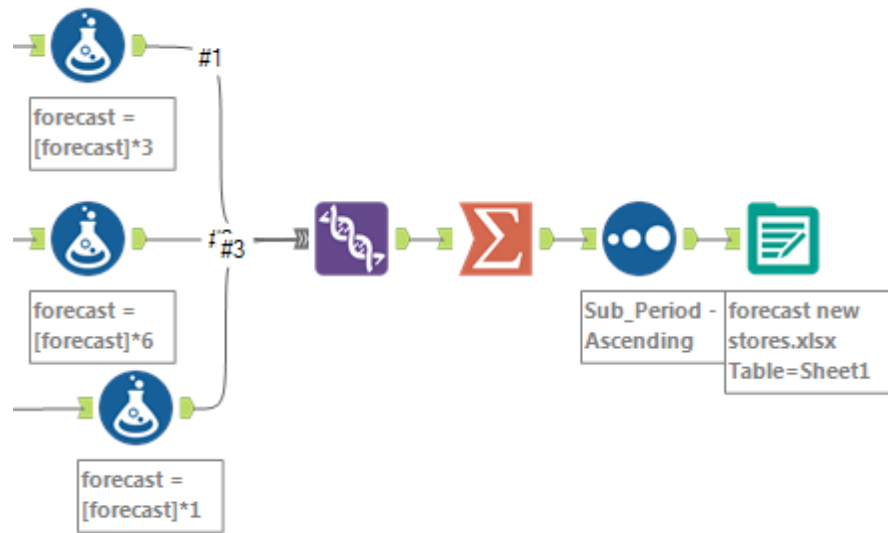 #1
forecast =
[forecast]*3
#3
forecast =
[forecast]*6
Sub_Period -
Ascending
forecast new
stores.xlsx
Table=Sheet1
forecast =
[forecast]*1